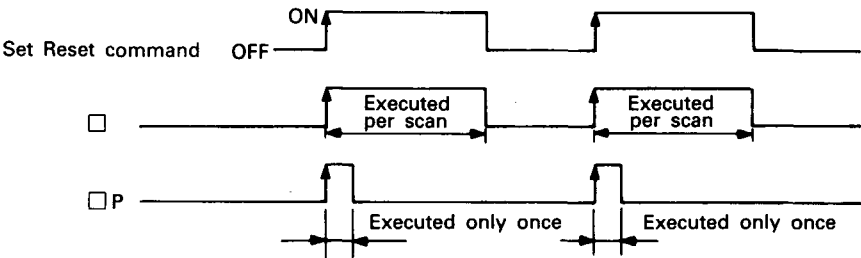 ON
Set Reset command OFF
Executed Executed
per scan per scan
□
□P
Executed only once Executed only once